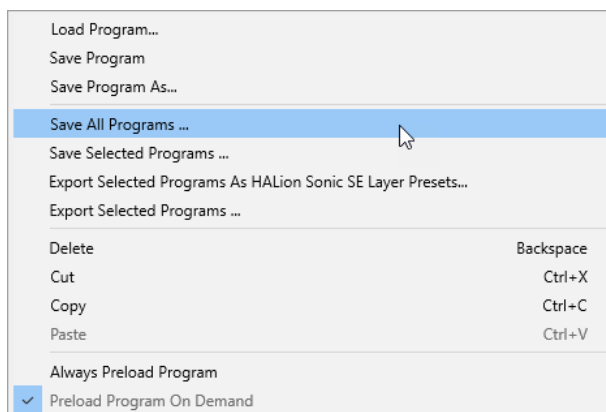 Load Program...
Save Program
Save Program As...
Save All Programs ...
Save Selected Programs ...
Export Selected Programs As HALion Sonic SE Layer Presets...
Export Selected Programs ...
Delete Backspace
Cut Ctrl+X
Copy Ctrl+C
Paste Ctrl+V
Always Preload Program
Preload Program On Demand